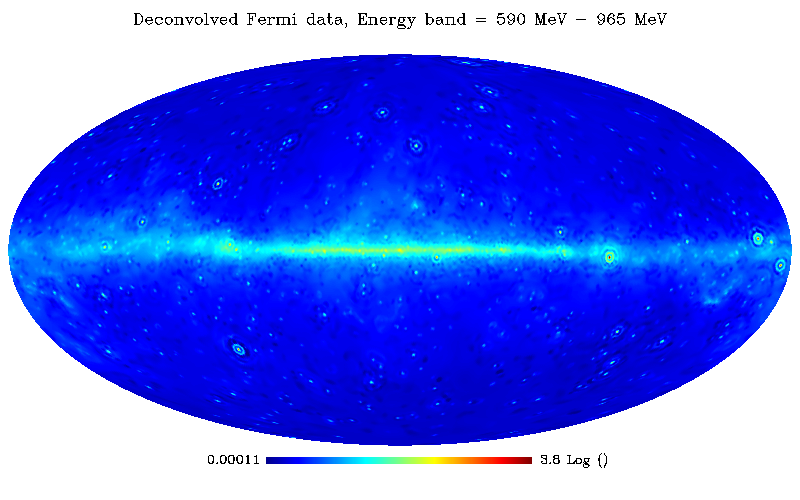 Deconvolved Fermi data, Energy band = 590 MeV − 965 MeV
0.00011 3.8 Log ()